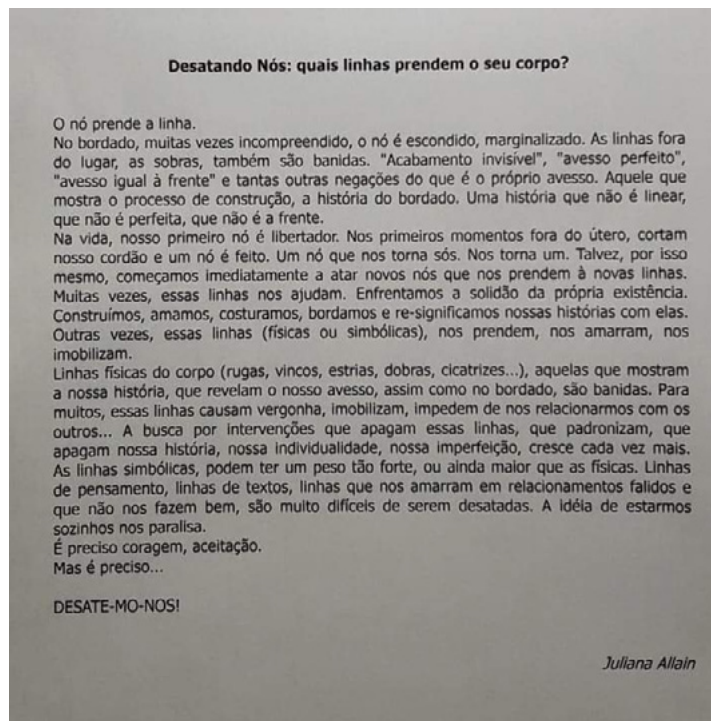 Desatando Nós: quais linhas prendem o seu corpo?
O nó prende a linha.
No bordado, muitas vezes incompreendido, o nó é escondido, marginalizado. As linhas fora
do lugar, as sobras, também são banidas. "Acabamento invisível", "avesso perfeito",
"avesso igual à frente" e tantas outras negações do que é o próprio avesso. Aquele que
mostra o processo de construção, a história do bordado. Uma história que não é linear,
que não é perfeita, que não é a frente.
Na vida, nosso primeiro nó é libertador. Nos primeiros momentos fora do útero, cortam
nosso cordão e um nó é feito. Um nó que nos torna sós. Nos torna um. Talvez, por isso
mesmo, começamos imediatamente a atar novos nós que nos prendem à novas linhas.
Muitas vezes, essas linhas nos ajudam. Enfrentamos a solidão da própria existência.
Construímos, amamos, costuramos, bordamos e re-significamos nossas histórias com elas.
Outras vezes, essas linhas (físicas ou simbólicas), nos prendem, nos amarram, nos
imobilizam.
Linhas físicas do corpo (rugas, vincos, estrias, dobras, cicatrizes...), aquelas que mostram
a nossa história, que revelam o nosso avesso, assim como no bordado, são banidas. Para
muitos, essas linhas causam vergonha, imobilizam, impedem de nos relacionarmos com os
outros... A busca por intervenções que apagam essas linhas, que padronizam, que
apagam nossa história, nossa individualidade, nossa imperfeição, cresce cada vez mais.
As linhas simbólicas, podem ter um peso tão forte, ou ainda maior que as físicas. Linhas
de pensamento, linhas de textos, linhas que nos amarram em relacionamentos falidos e
que não nos fazem bem, são muito difíceis de serem desatadas. A idéia de estarmos
sozinhos nos paralisa.
É preciso coragem, aceitação.
Mas é preciso...
DESATE-MO-NOS!
Juliana Allain